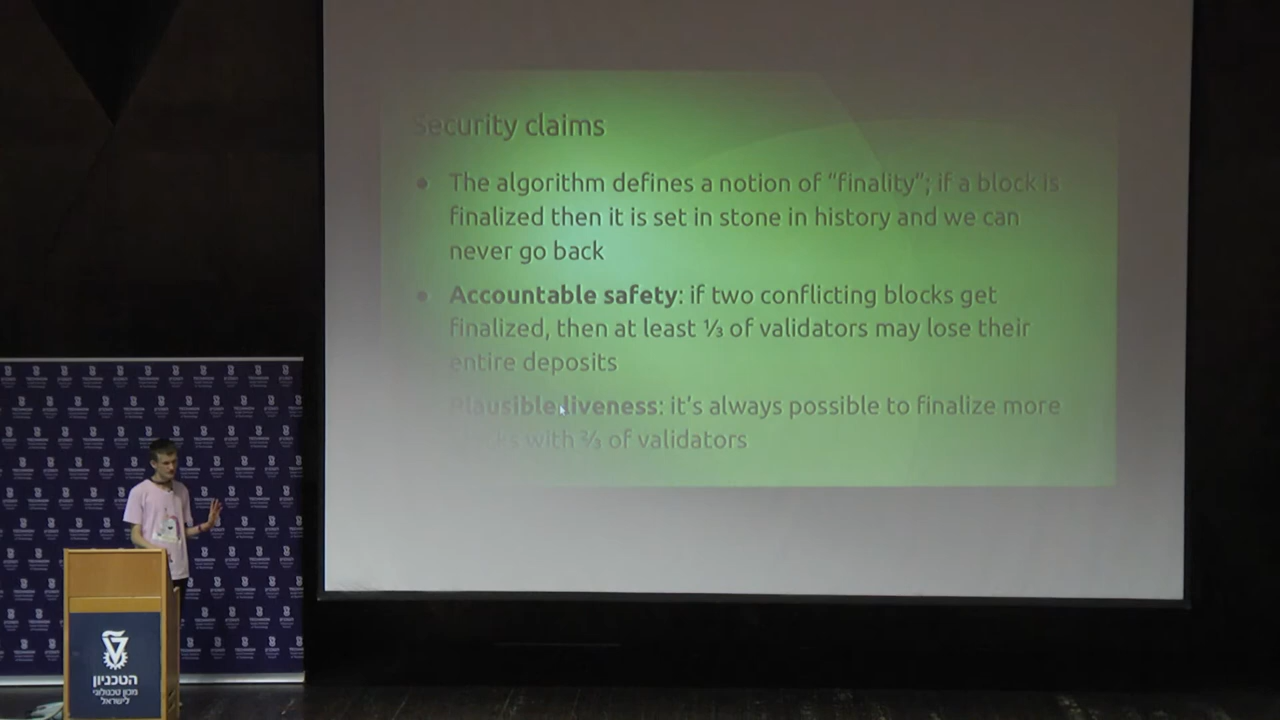 Security claims
The algorithm defines a notion of “finality”; if a block is
finalized then it is set in stone in history and we can
never go back
Accountable safety: if two conflicting blocks get
finalized, then at least ⅓ of validators may lose their
entire deposits
Plausible liveness: it’s always possible to finalize more
with ⅔ of validators
הטכניון
מכון טכנולוגי
לישראל